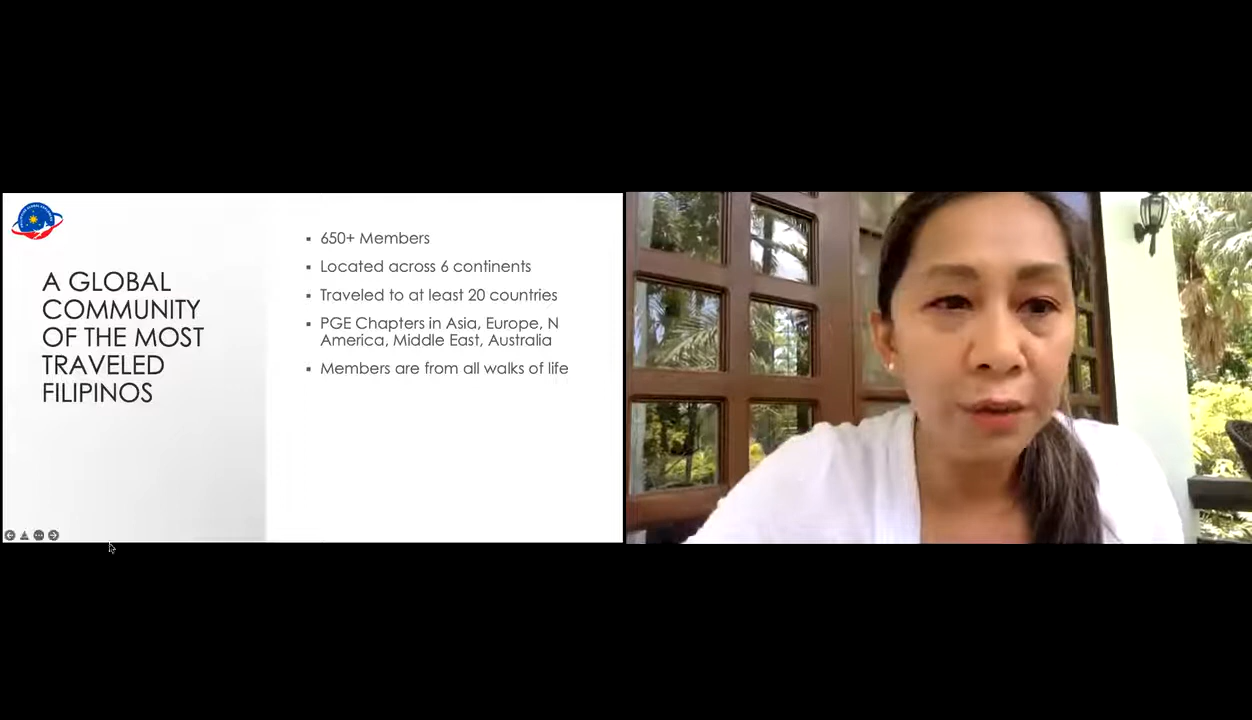 A GLOBAL
COMMUNITY
OF THE MOST
TRAVELED
FILIPINOS
▪ 650+ Members
▪ Located across 6 continents
▪ Traveled to at least 20 countries
▪ PGE Chapters in Asia, Europe, N
America, Middle East, Australia
▪ Members are from all walks of life